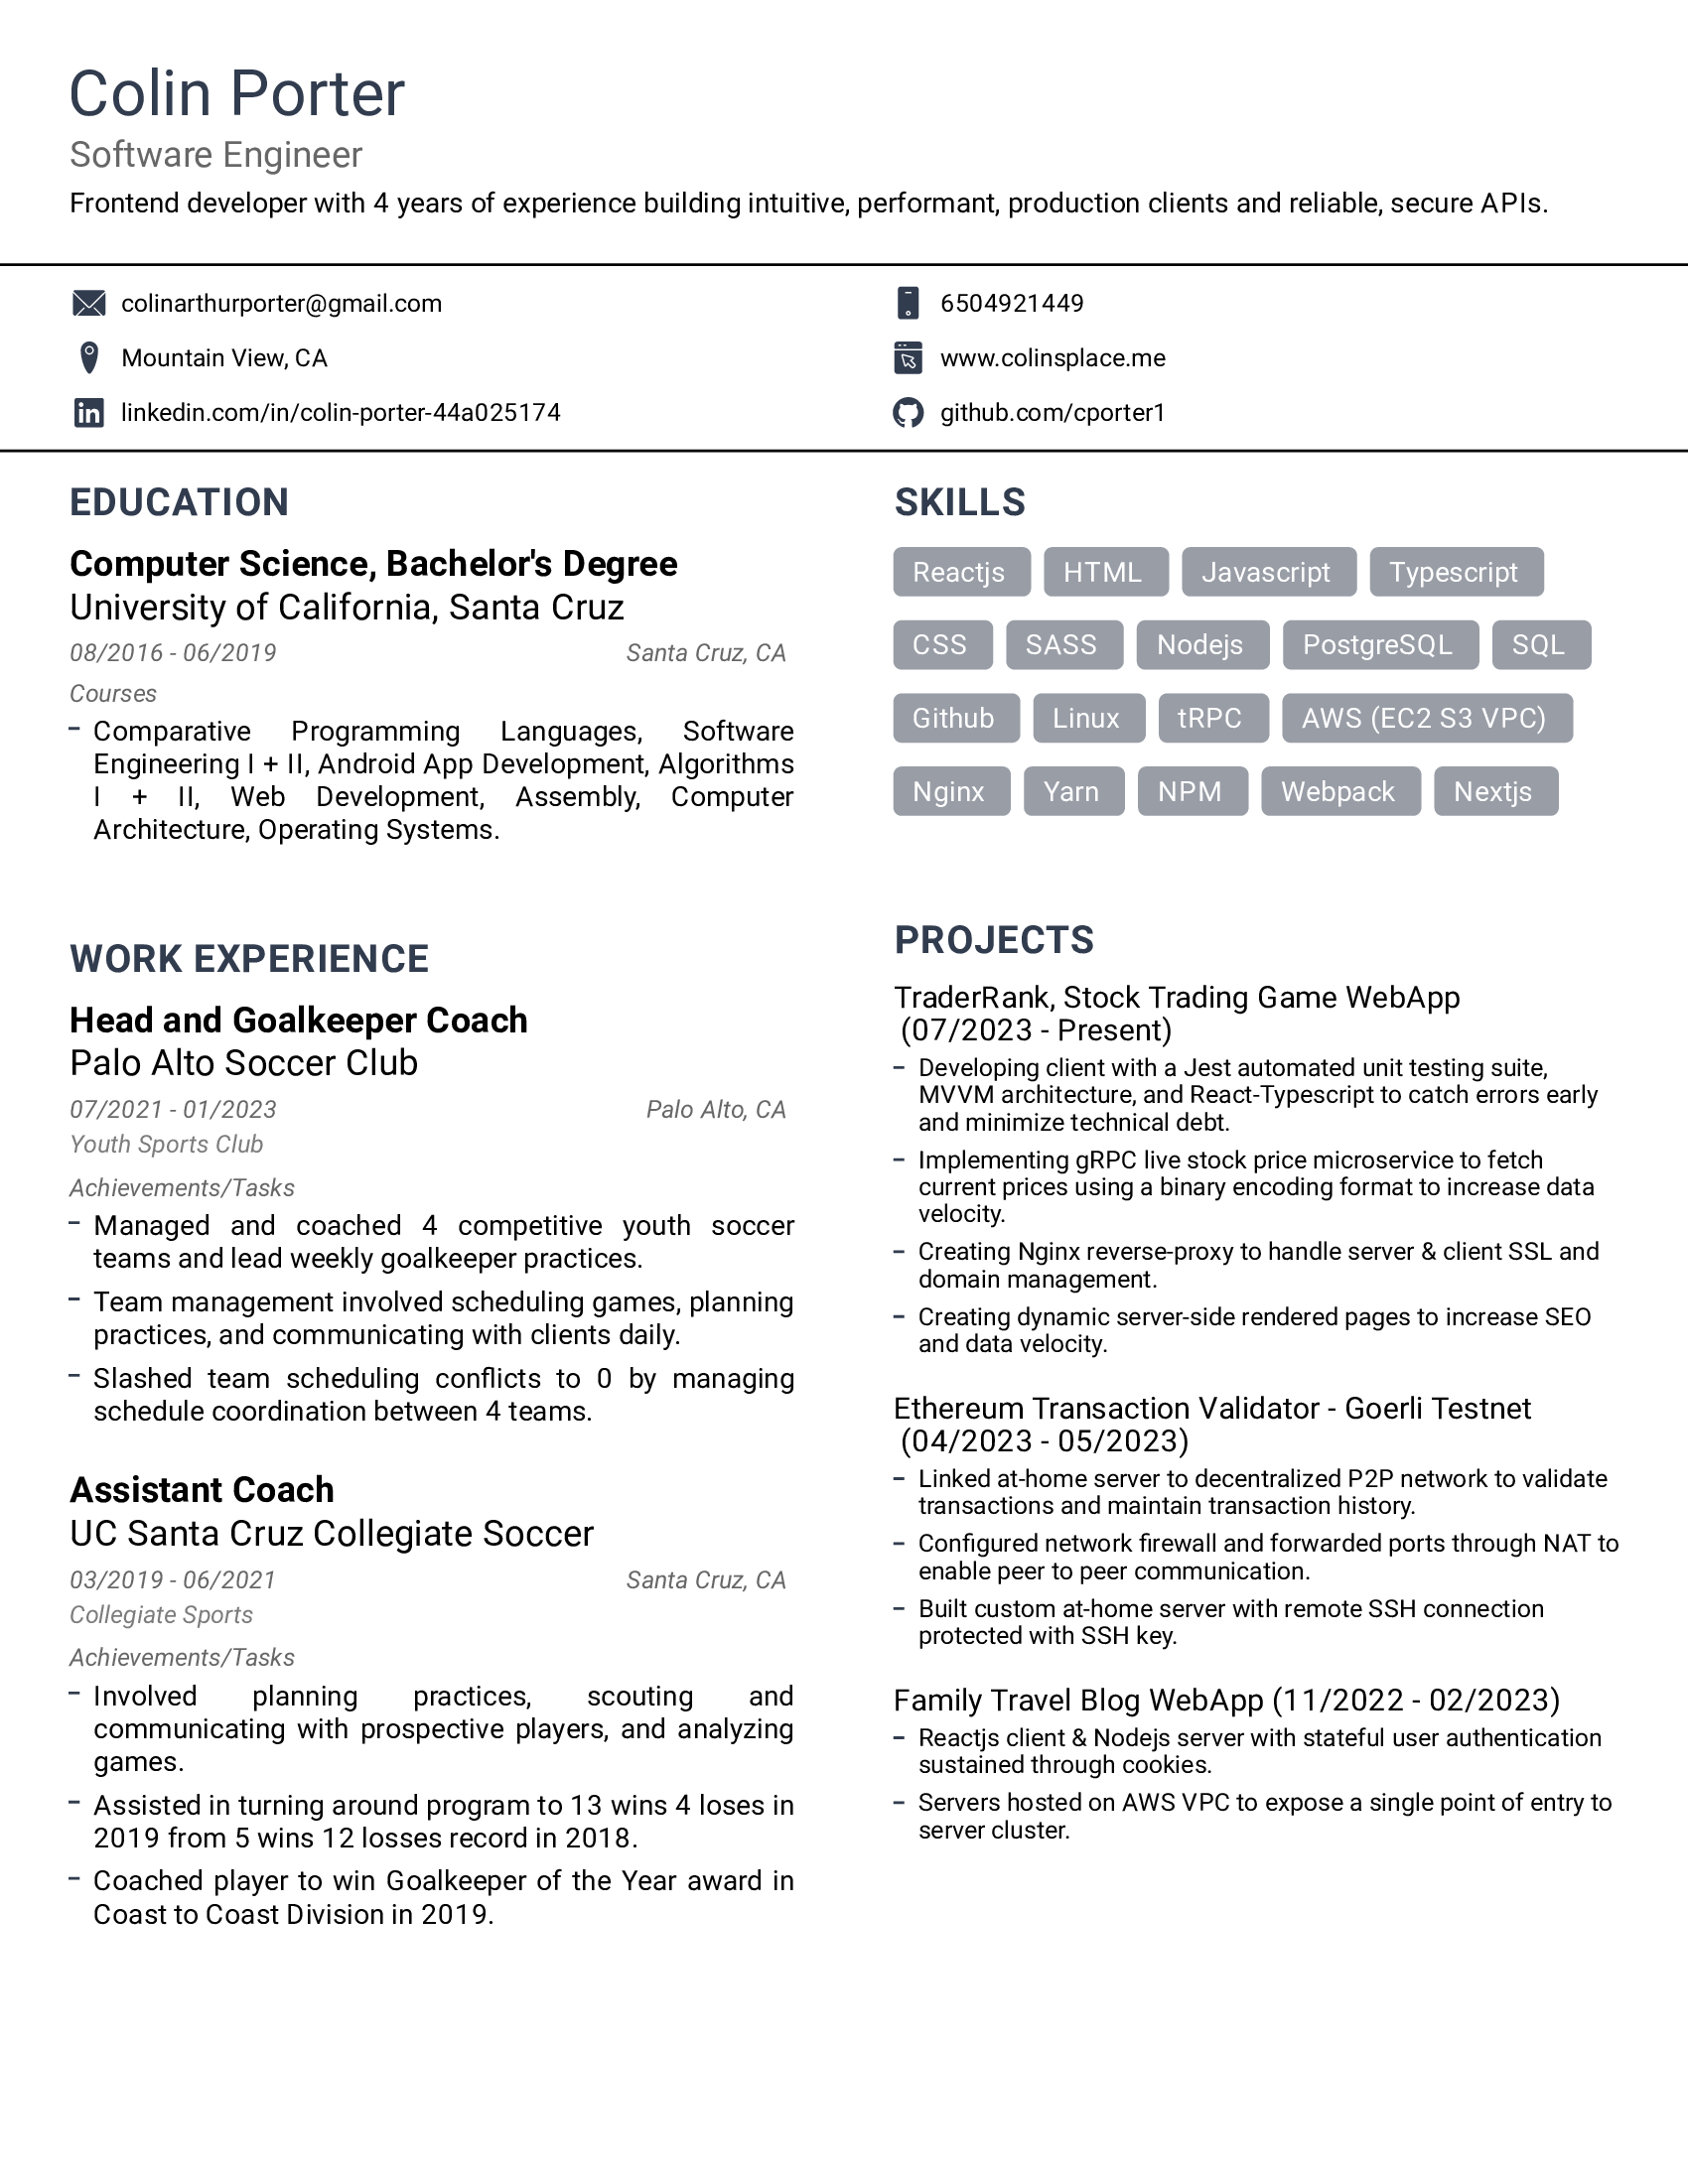 Colin Porter
Software Engineer
Frontend developer with 4 years of experience building intuitive, performant, production clients and reliable, secure APIs.
colinarthurporter@gmail.com
6504921449
Mountain View, CA
www.colinsplace.me
linkedin.com/in/colin-porter-44a025174
github.com/cporter1
EDUCATION
Computer Science, Bachelor's Degree
University of California, Santa Cruz
08/2016 - 06/2019 Santa Cruz, CA
Courses
– Comparative Programming Languages, Software
Engineering I + II, Android App Development, Algorithms
I + II, Web Development, Assembly, Computer
Architecture, Operating Systems.
WORK EXPERIENCE
Head and Goalkeeper Coach
Palo Alto Soccer Club
07/2021 - 01/2023 Palo Alto, CA
Youth Sports Club
Achievements/Tasks
– Managed and coached 4 competitive youth soccer
teams and lead weekly goalkeeper practices.
– Team management involved scheduling games, planning
practices, and communicating with clients daily.
– Slashed team scheduling conflicts to 0 by managing
schedule coordination between 4 teams.
Assistant Coach
UC Santa Cruz Collegiate Soccer
03/2019 - 06/2021 Santa Cruz, CA
Collegiate Sports
Achievements/Tasks
– Involved planning practices, scouting and
communicating with prospective players, and analyzing
games.
– Assisted in turning around program to 13 wins 4 loses in
2019 from 5 wins 12 losses record in 2018.
– Coached player to win Goalkeeper of the Year award in
Coast to Coast Division in 2019.
SKILLS
Reactjs HTML Javascript Typescript
CSS SASS Nodejs PostgreSQL SQL
Github Linux tRPC AWS (EC2 S3 VPC)
Nginx Yarn NPM Webpack Nextjs
PROJECTS
TraderRank, Stock Trading Game WebApp
(07/2023 - Present)
– Developing client with a Jest automated unit testing suite,
MVVM architecture, and React-Typescript to catch errors early
and minimize technical debt.
– Implementing gRPC live stock price microservice to fetch
current prices using a binary encoding format to increase data
velocity.
– Creating Nginx reverse-proxy to handle server & client SSL and
domain management.
– Creating dynamic server-side rendered pages to increase SEO
and data velocity.
Ethereum Transaction Validator - Goerli Testnet
(04/2023 - 05/2023)
– Linked at-home server to decentralized P2P network to validate
transactions and maintain transaction history.
– Configured network firewall and forwarded ports through NAT to
enable peer to peer communication.
– Built custom at-home server with remote SSH connection
protected with SSH key.
Family Travel Blog WebApp (11/2022 - 02/2023)
– Reactjs client & Nodejs server with stateful user authentication
sustained through cookies.
– Servers hosted on AWS VPC to expose a single point of entry to
server cluster.